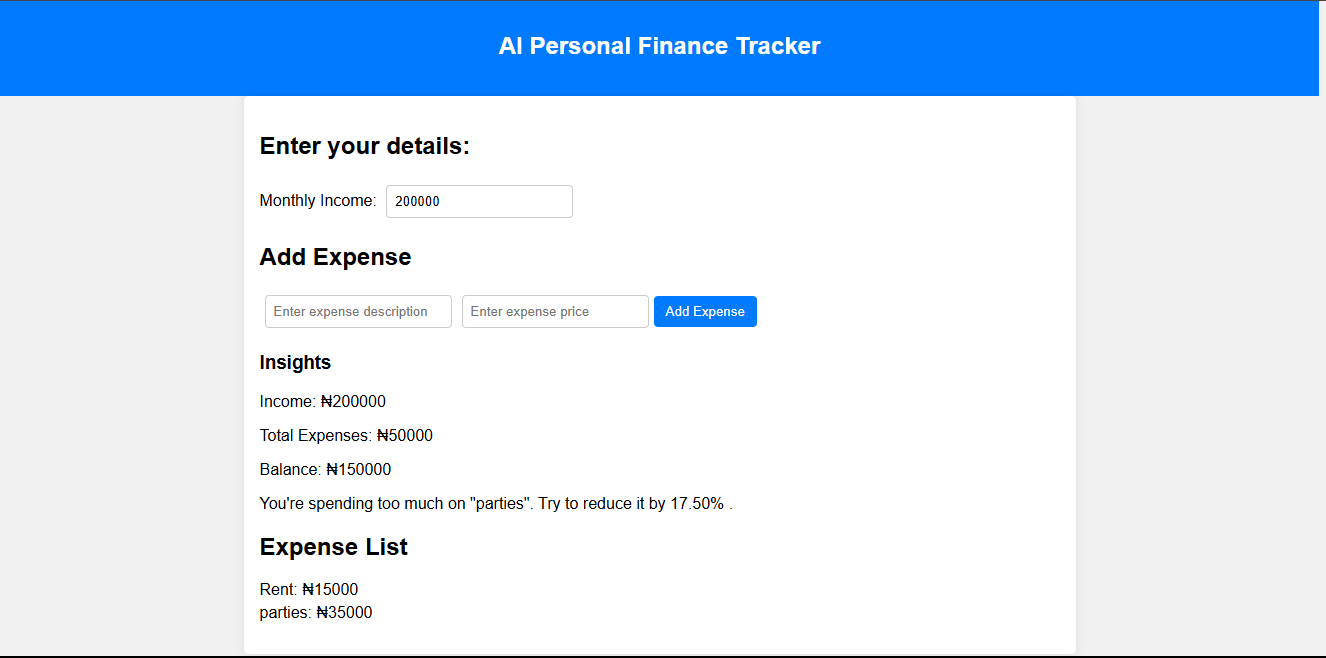 AI Personal Finance Tracker
Enter your details:
Monthly Income: 200000
Add Expense
Enter expense description Enter expense price Add Expense
Insights
Income: ₦200000
Total Expenses: ₦50000
Balance: ₦150000
You're spending too much on "parties". Try to reduce it by 17.50% .
Expense List
Rent: ₦15000
parties: ₦35000